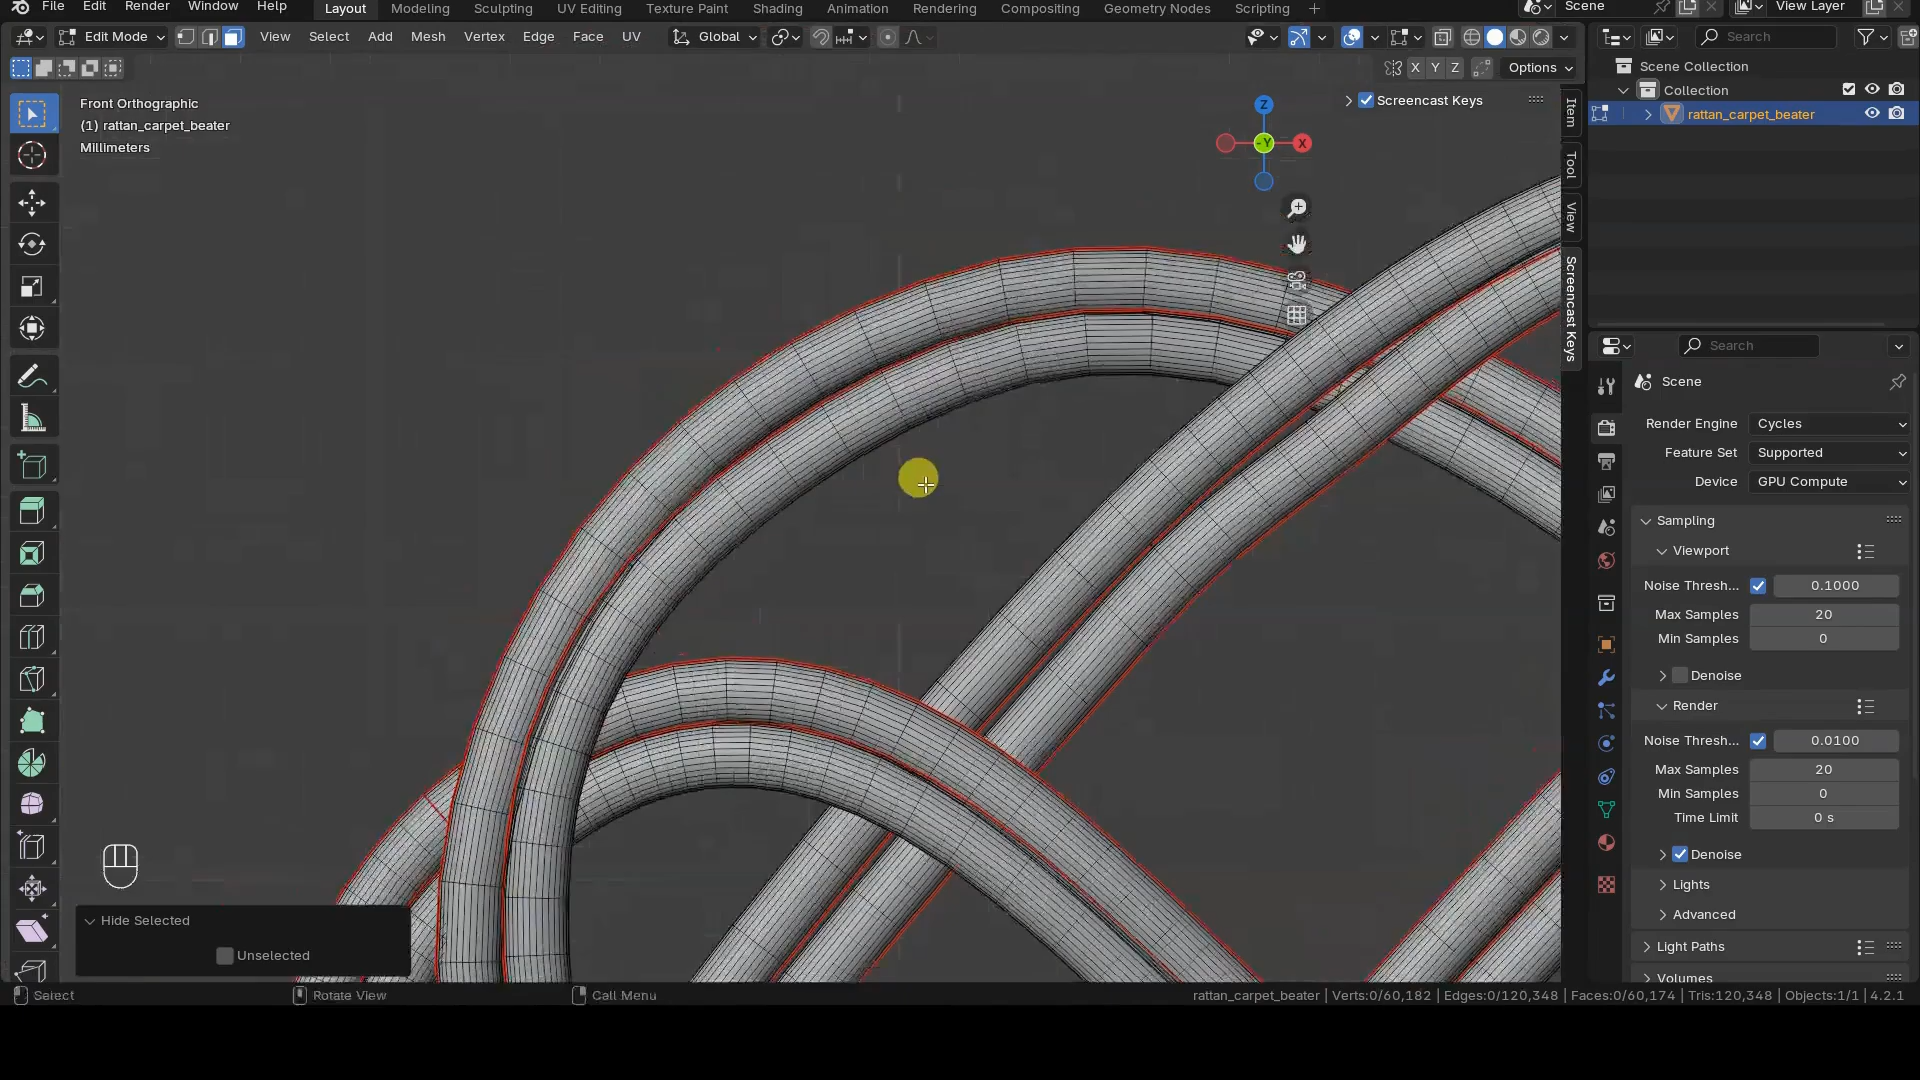 File Edit Render Window Help Layout Modeling Sculpting UV Editing Texture Paint Shading Animation Rendering Compositing Geometry Nodes Scripting + Scene View Layer
Edit Mode View Select Add Mesh Vertex Edge Face UV Global Search
X Y Z Options
Scene Collection
Collection
rattan_carpet_beater
Front Orthographic
(1) rattan_carpet_beater
Millimeters
Screencast Keys
Z
-Y
X
Item
Tool
View
Screencast Keys
Search
Scene
Render Engine Cycles
Feature Set Supported
Device GPU Compute
Sampling
Viewport
Noise Thresh... 0.1000
Max Samples 20
Min Samples 0
Denoise
Render
Noise Thresh... 0.0100
Max Samples 20
Min Samples 0
Time Limit 0 s
Denoise
Lights
Advanced
Light Paths
Volumes
Hide Selected
Unselected
Select Rotate View Call Menu rattan_carpet_beater | Verts:0/60,182 | Edges:0/120,348 | Faces:0/60,174 | Tris:120,348 | Objects:1/1 | 4.2.1